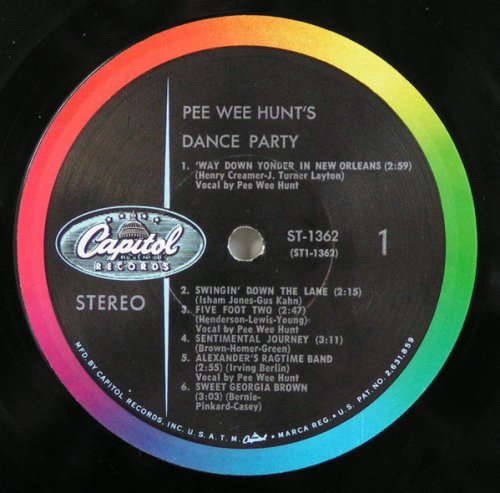 PEE WEE HUNT'S
DANCE PARTY
1. 'WAY DOWN YONDER IN NEW ORLEANS (2:59)
(Henry Creamer-J. Turner Layton)
Vocal by Pee Wee Hunt
Capitol
REG. U.S. PAT. OFF.
RECORDS
STEREO
ST-1362
(ST1-1362)
1
2. SWINGIN' DOWN THE LANE (2:15)
(Isham Jones-Gus Kahn)
3. FIVE FOOT TWO (2:47)
(Henderson-Lewis-Young)
Vocal by Pee Wee Hunt
4. SENTIMENTAL JOURNEY (3:11)
(Brown-Homer-Green)
5. ALEXANDER'S RAGTIME BAND
(2:55) (Irving Berlin)
Vocal by Pee Wee Hunt
6. SWEET GEORGIA BROWN
(3:03) (Bernie-
Pinkard-Casey)
MFD. BY CAPITOL RECORDS, INC. U.S.A. T.M. Capitol • MARCA REG. • U.S. PAT. NO. 2,631,859